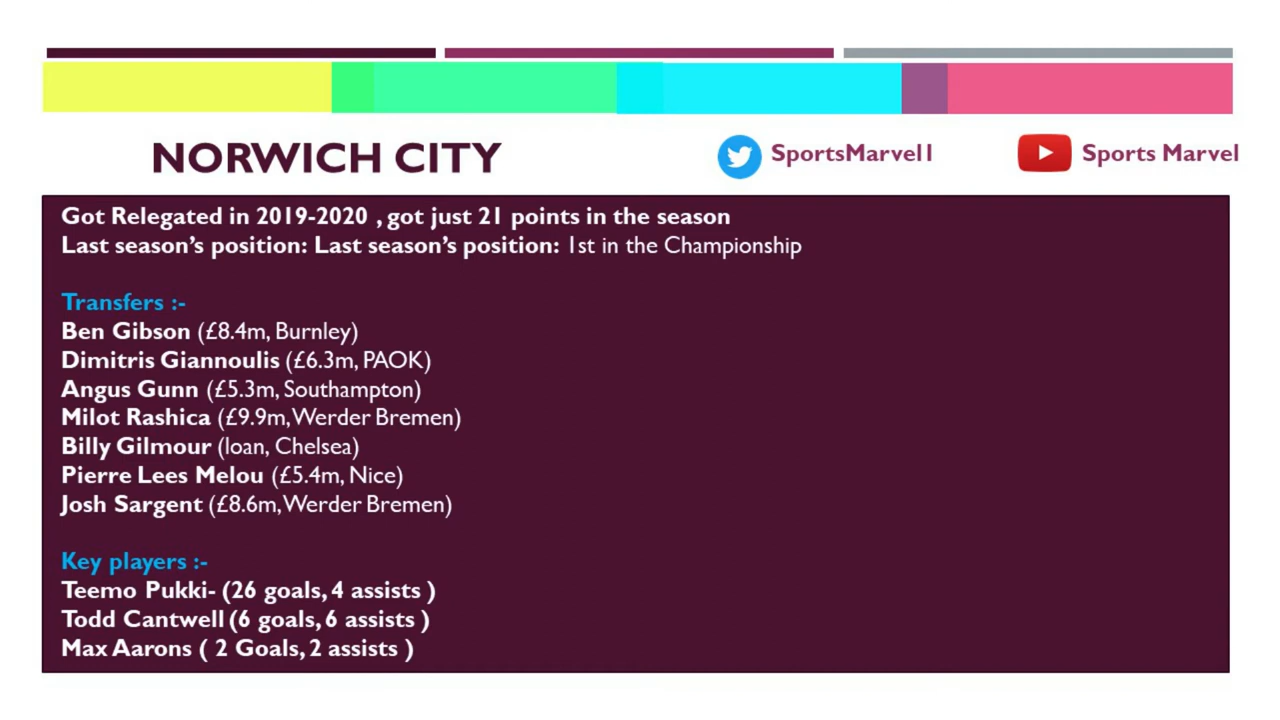 NORWICH CITY
SportsMarvel1
Sports Marvel
Got Relegated in 2019-2020 , got just 21 points in the season
Last season's position: Last season's position: 1st in the Championship
Transfers :-
Ben Gibson (£8.4m, Burnley)
Dimitris Giannoulis (£6.3m, PAOK)
Angus Gunn (£5.3m, Southampton)
Milot Rashica (£9.9m, Werder Bremen)
Billy Gilmour (loan, Chelsea)
Pierre Lees Melou (£5.4m, Nice)
Josh Sargent (£8.6m, Werder Bremen)
Key players :-
Teemo Pukki- (26 goals, 4 assists )
Todd Cantwell (6 goals, 6 assists )
Max Aarons ( 2 Goals, 2 assists )